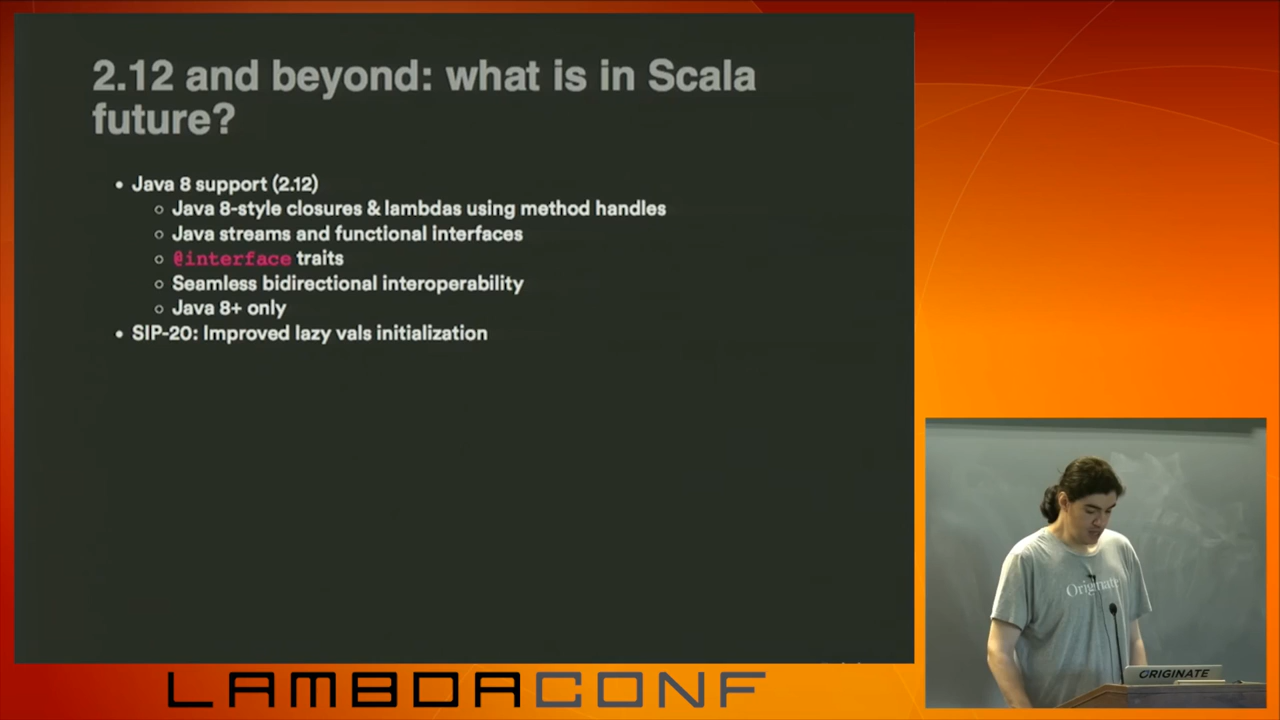 2.12 and beyond: what is in Scala
future?
• Java 8 support (2.12)
○ Java 8-style closures & lambdas using method handles
○ Java streams and functional interfaces
○ @interface traits
○ Seamless bidirectional interoperability
○ Java 8+ only
• SIP-20: Improved lazy vals initialization
Originate
ORIGINATE
LAMBDACONF